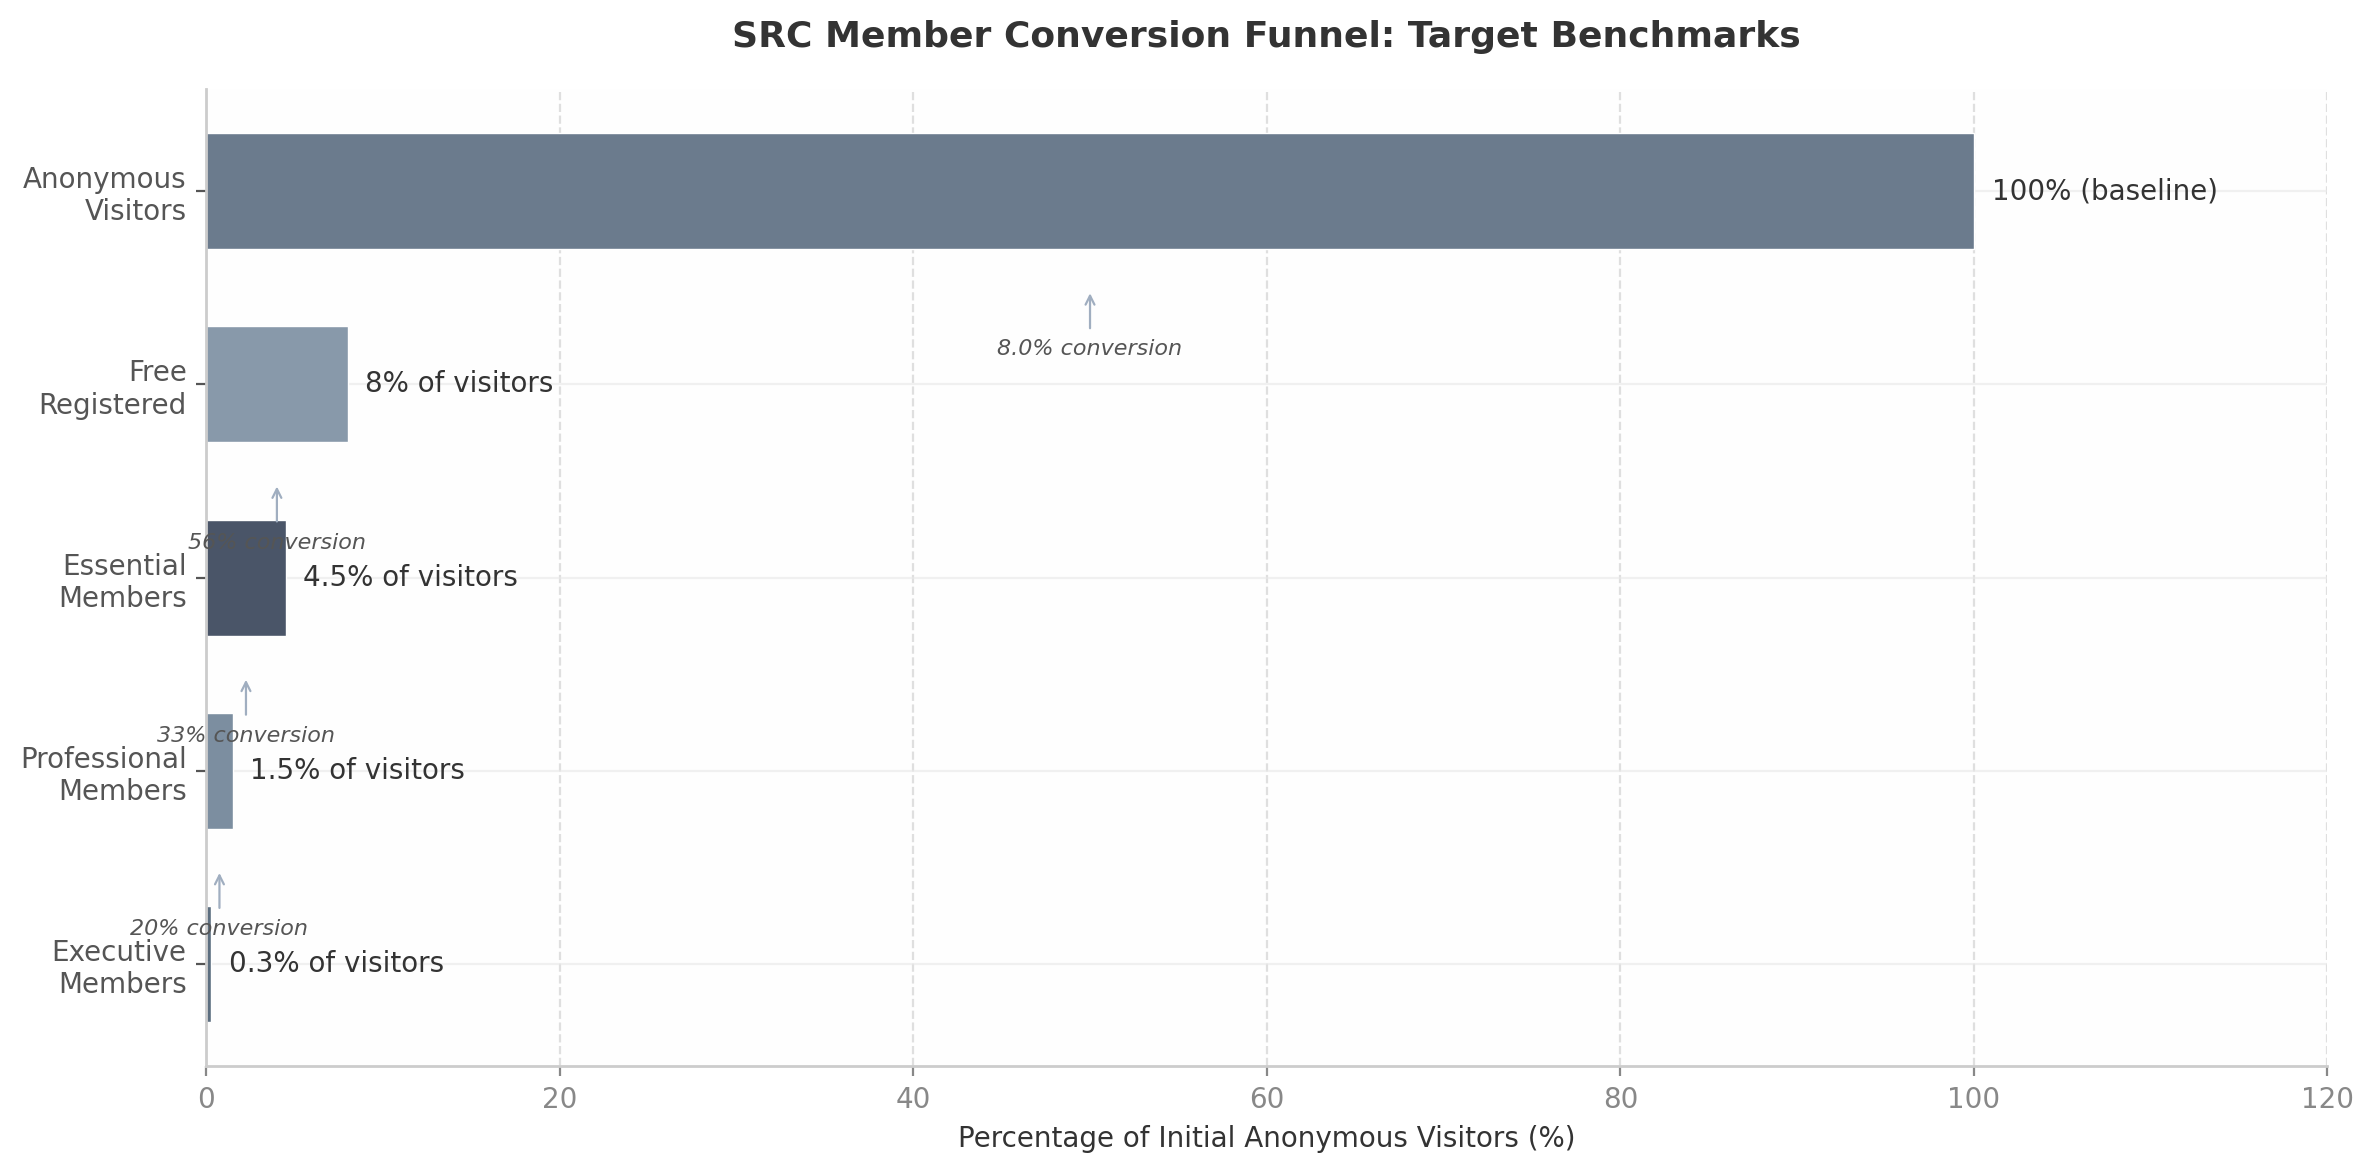 SRC Member Conversion Funnel: Target Benchmarks
Anonymous
Visitors
100% (baseline)
8.0% conversion
Free
Registered
8% of visitors
56% conversion
Essential
Members
4.5% of visitors
33% conversion
Professional
Members
1.5% of visitors
20% conversion
Executive
Members
0.3% of visitors
0 20 40 60 80 100 120
Percentage of Initial Anonymous Visitors (%)